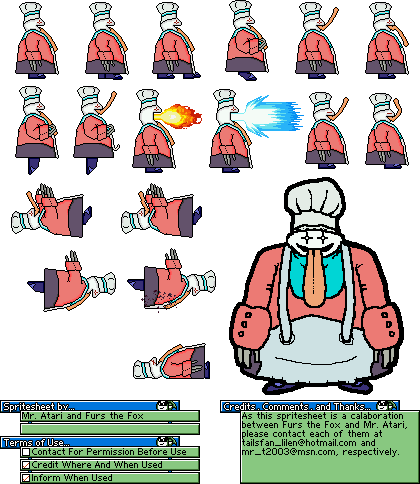 Spritesheet by...
Mr. Atari and Furs the Fox
Terms of Use...
Contact For Permission Before Use
Credit Where And When Used
Inform When Used
Credits, Comments, and Thanks...
As this spritesheet is a calaboration
between Furs the Fox and Mr. Atari,
please contact each of them at
tailsfan_lilen@hotmail.com and
mr_t2003@msn.com, respectively.